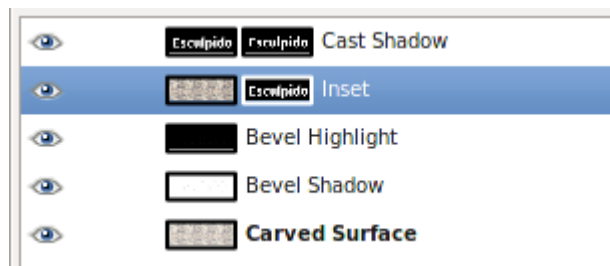 Esculpido Esculpido Cast Shadow
Esculpido Inset
Bevel Highlight
Bevel Shadow
Carved Surface